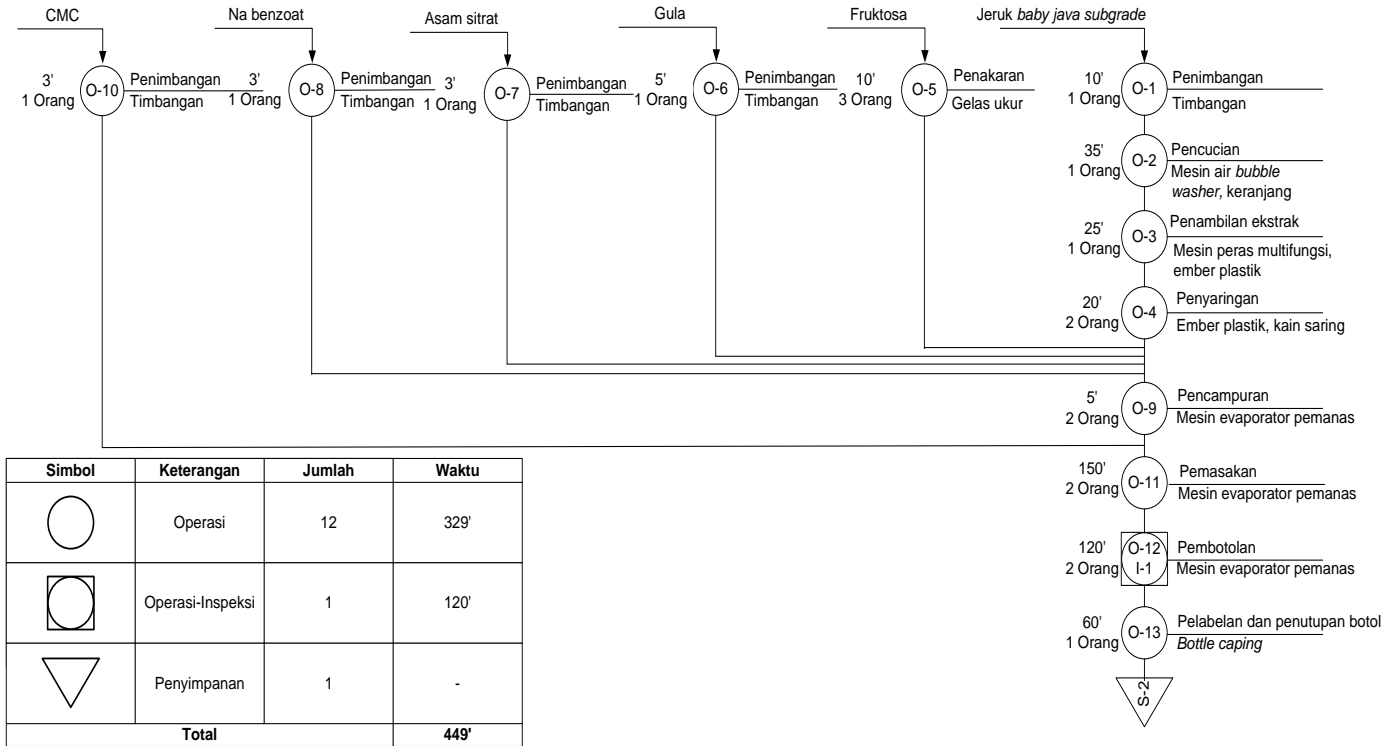 CMC
Na benzoat
Asam sitrat
Gula
Fruktosa
Jeruk baby java subgrade
3'
1 Orang
O-10
Penimbangan
Timbangan
3'
1 Orang
O-8
Penimbangan
Timbangan
3'
1 Orang
O-7
Penimbangan
Timbangan
5'
1 Orang
O-6
Penimbangan
Timbangan
10'
3 Orang
O-5
Penakaran
Gelas ukur
10'
1 Orang
O-1
Penimbangan
Timbangan
35'
1 Orang
O-2
Pencucian
Mesin air bubble
washer, keranjang
25'
1 Orang
O-3
Penambilan ekstrak
Mesin peras multifungsi,
ember plastik
20'
2 Orang
O-4
Penyaringan
Ember plastik, kain saring
5'
2 Orang
O-9
Pencampuran
Mesin evaporator pemanas
150'
2 Orang
O-11
Pemasakan
Mesin evaporator pemanas
120'
2 Orang
O-12
I-1
Pembotolan
Mesin evaporator pemanas
60'
1 Orang
O-13
Pelabelan dan penutupan botol
Bottle caping
S-2
Simbol Keterangan Jumlah Waktu
Operasi 12 329'
Operasi-Inspeksi 1 120'
Penyimpanan 1 -
Total 449'